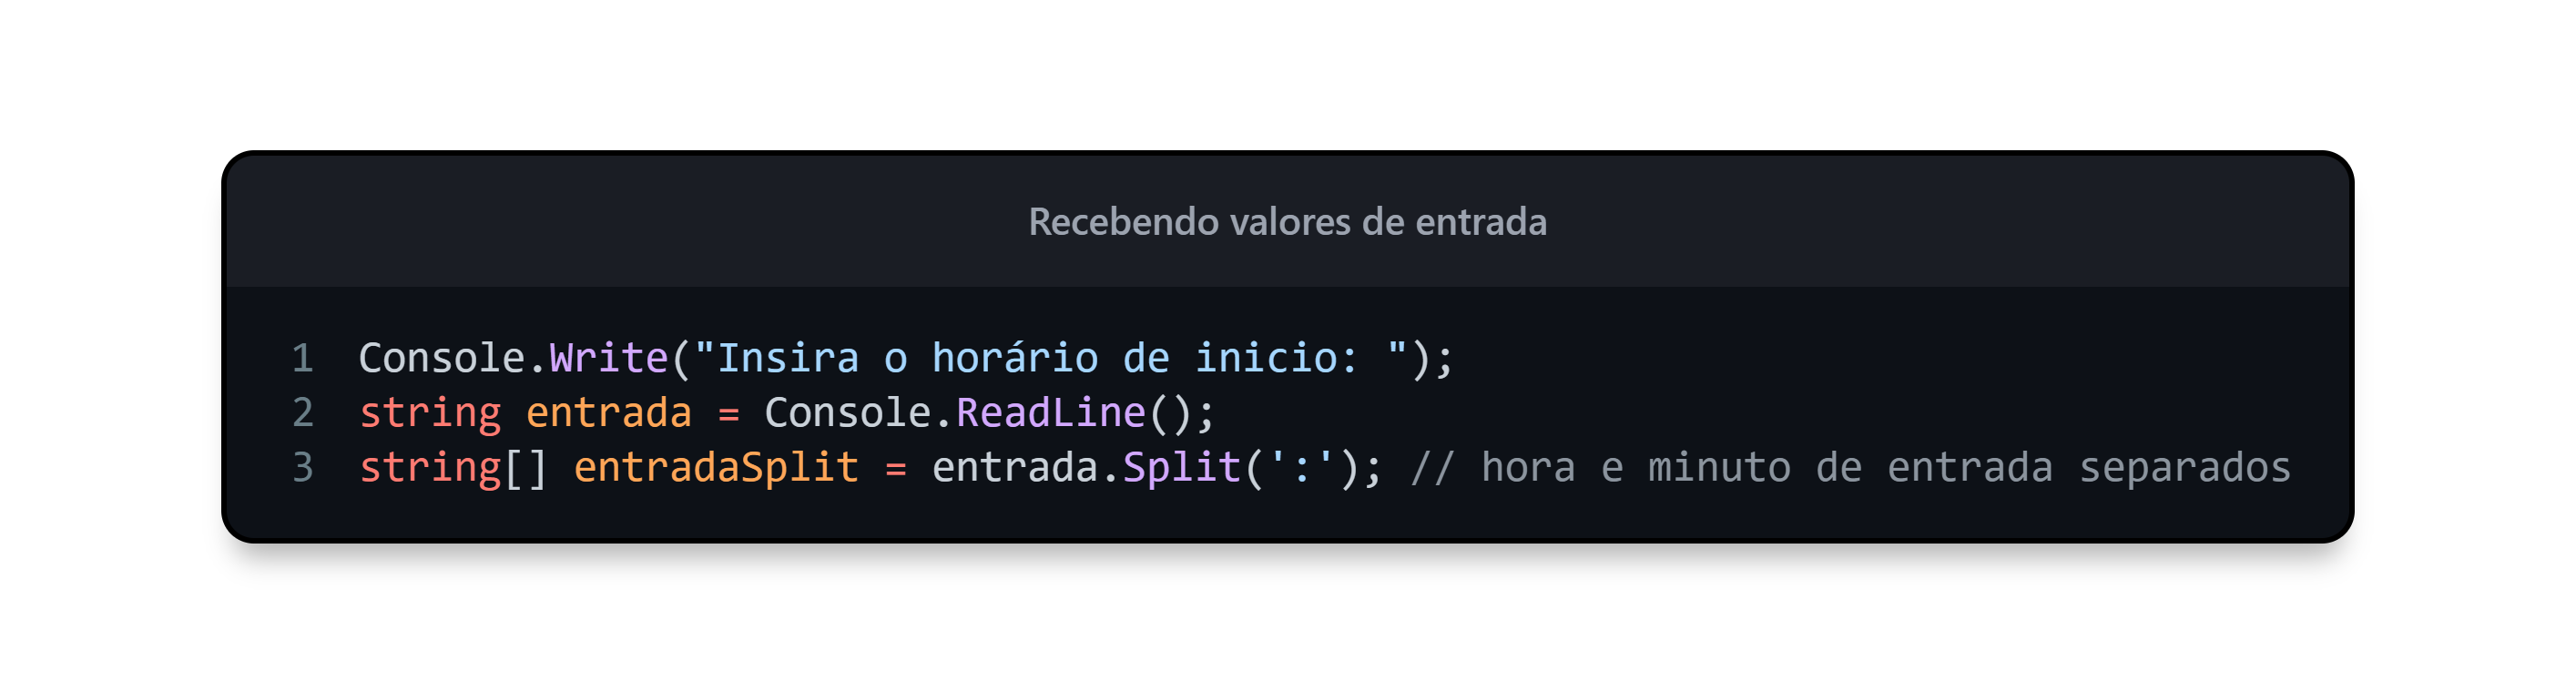 Recebendo valores de entrada
1 Console.Write("Insira o horário de inicio: ");
2 string entrada = Console.ReadLine();
3 string[] entradaSplit = entrada.Split(':'); // hora e minuto de entrada separados